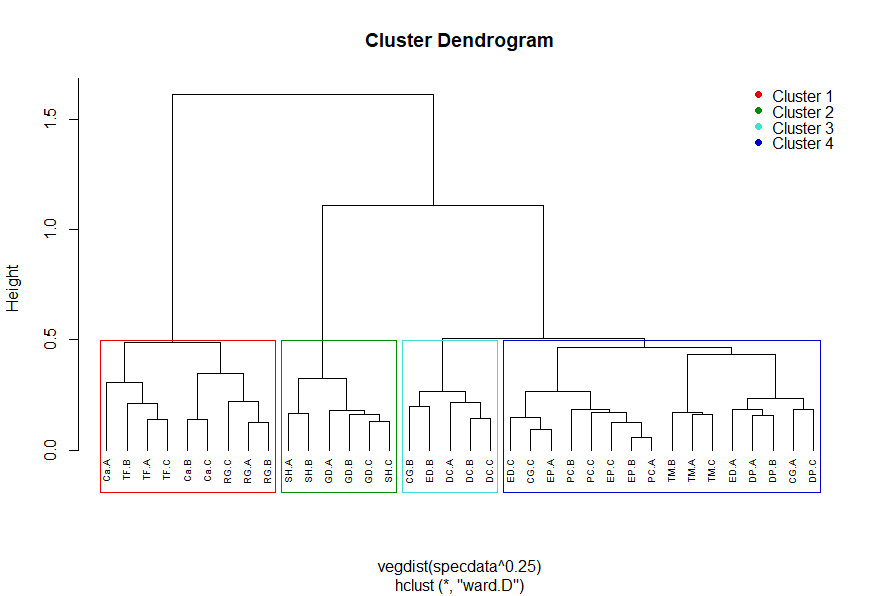 Cluster Dendrogram
Cluster 1
Cluster 2
Cluster 3
Cluster 4
Height
1.5
1.0
0.5
0.0
Ca.A
TF.B
TF.A
TF.C
Ca.B
Ca.C
RG.C
RG.A
RG.B
SH.A
SH.B
GD.A
GD.B
GD.C
SH.C
CG.B
ED.B
DC.A
DC.B
DC.C
ED.C
CG.C
EP.A
PC.B
PC.C
EP.C
EP.B
PC.A
TM.B
TM.A
TM.C
ED.A
DP.A
DP.B
CG.A
DP.C
vegdist(specdata^0.25)
hclust (*, "ward.D")